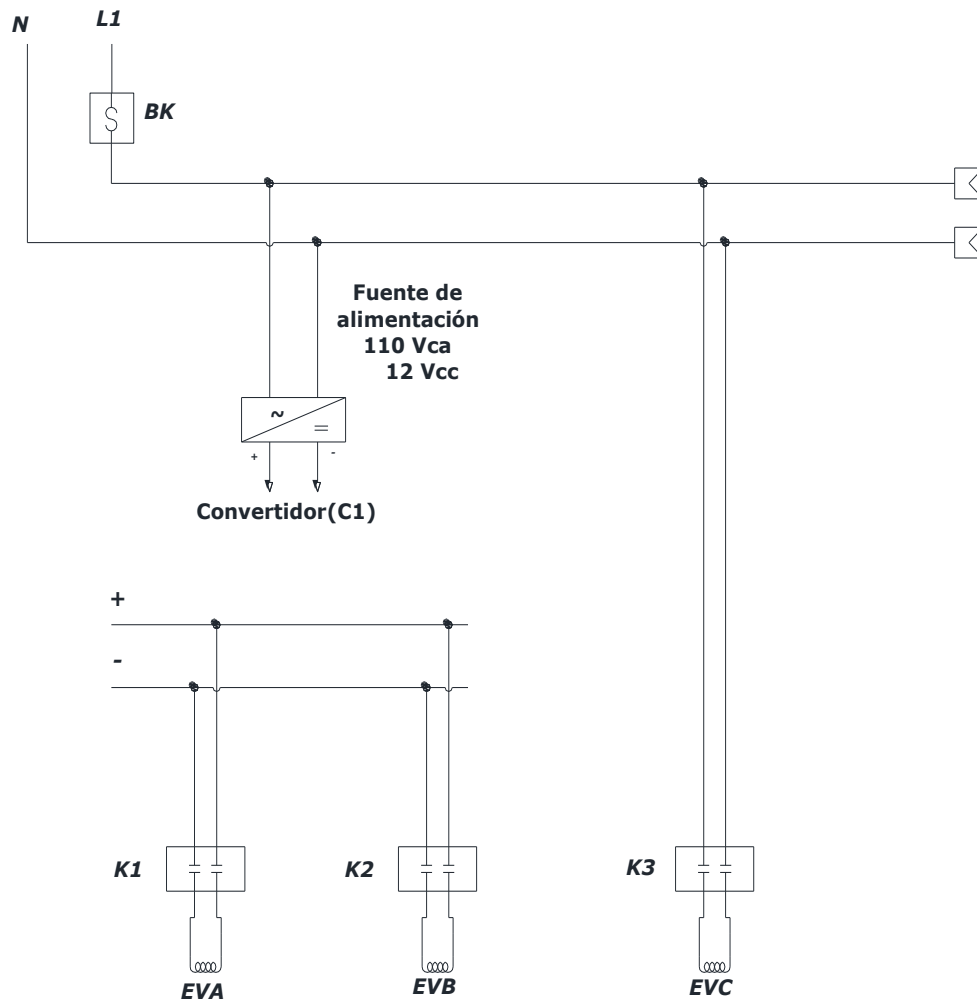 N
L1
BK
Fuente de
alimentación
110 Vca
12 Vcc
~
=
+
-
Convertidor(C1)
+
-
K1
K2
K3
EVA
EVB
EVC